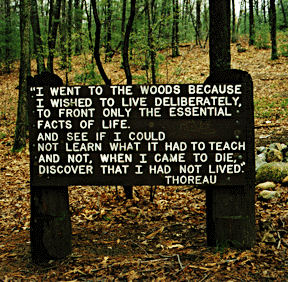 "I WENT TO THE WOODS BECAUSE
I WISHED TO LIVE DELIBERATELY,
TO FRONT ONLY THE ESSENTIAL
FACTS OF LIFE.
AND SEE IF I COULD
NOT LEARN WHAT IT HAD TO TEACH
AND NOT, WHEN I CAME TO DIE,
DISCOVER THAT I HAD NOT LIVED."
THOREAU